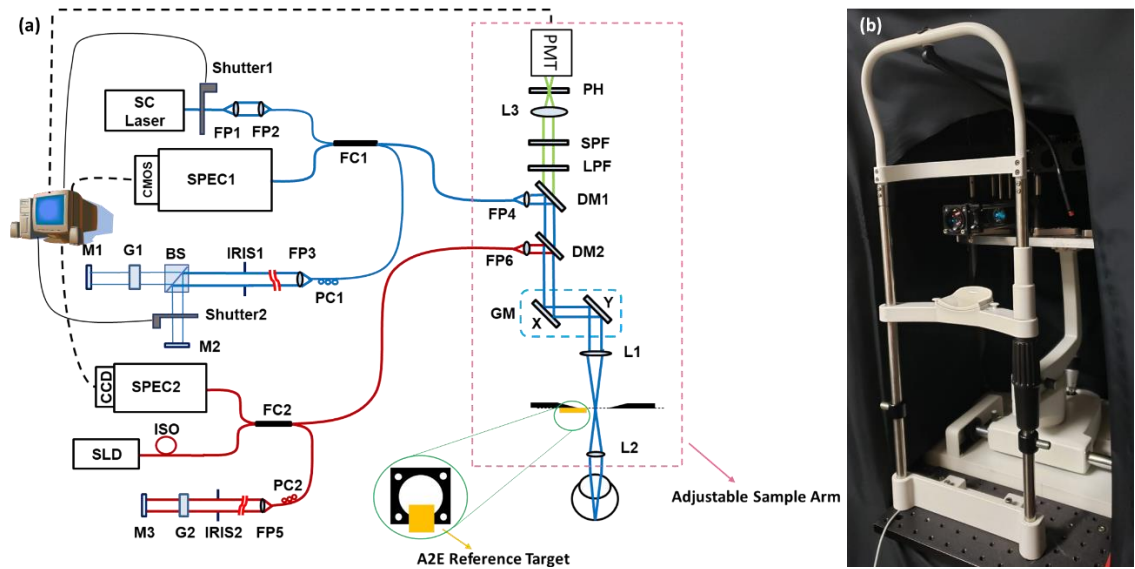 (a)
(b)
PMT
Shutter1
SC
Laser
FP1
FP2
PH
L3
SPF
LPF
FC1
CMOS
SPEC1
FP4
DM1
DM2
FP6
M1
G1
BS
IRIS1
FP3
PC1
Shutter2
M2
GM
X
Y
L1
CCD
SPEC2
FC2
ISO
SLD
L2
PC2
M3
G2
IRIS2
FP5
Adjustable Sample Arm
A2E Reference Target